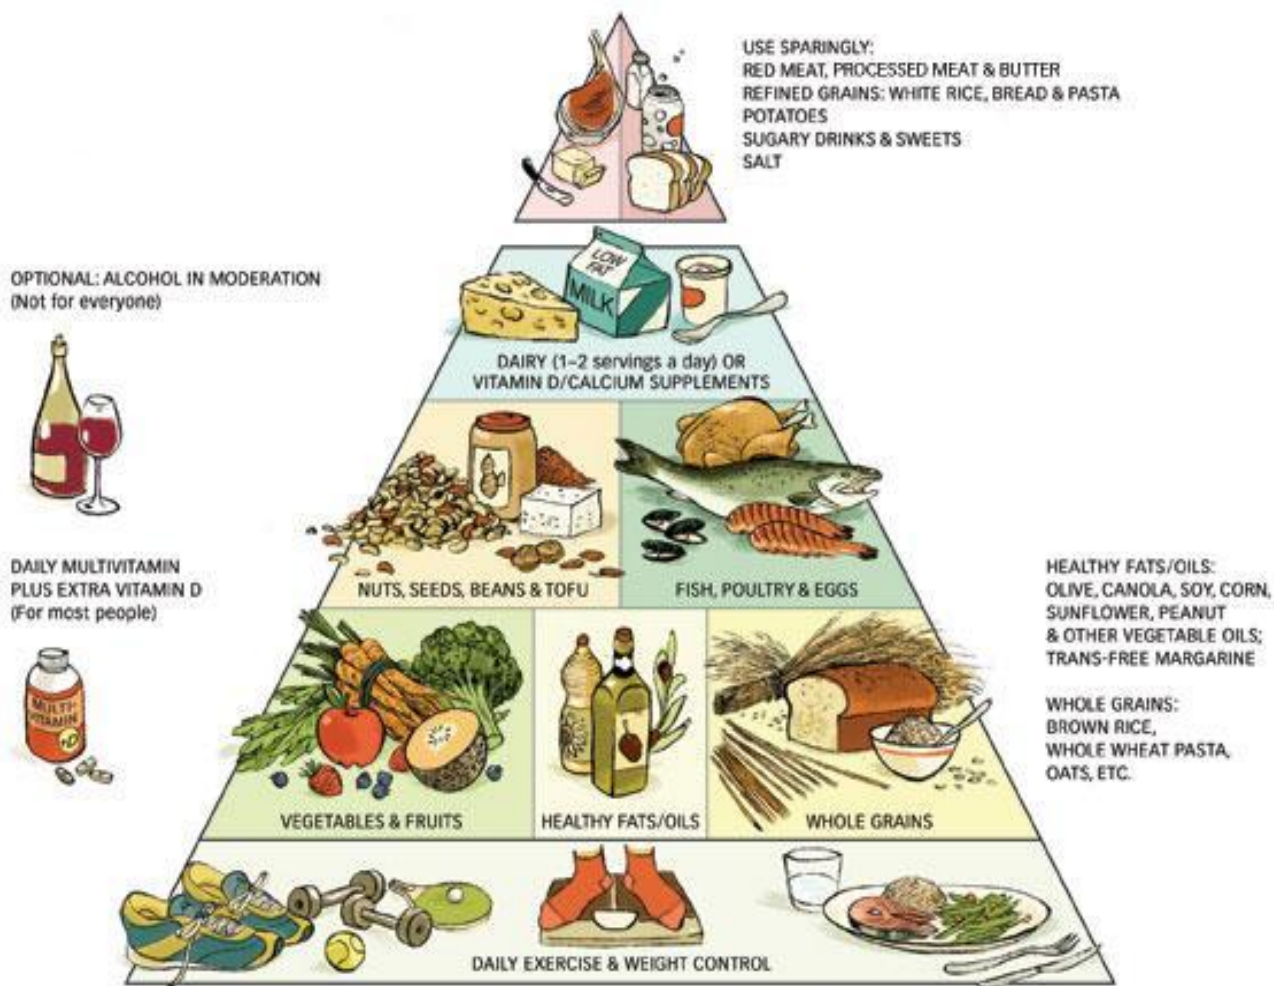 USE SPARINGLY:
RED MEAT, PROCESSED MEAT & BUTTER
REFINED GRAINS: WHITE RICE, BREAD & PASTA
POTATOES
SUGARY DRINKS & SWEETS
SALT
OPTIONAL: ALCOHOL IN MODERATION
(Not for everyone)
LOW
FAT
MILK
DAIRY (1–2 servings a day) OR
VITAMIN D/CALCIUM SUPPLEMENTS
NUTS, SEEDS, BEANS & TOFU
FISH, POULTRY & EGGS
DAILY MULTIVITAMIN
PLUS EXTRA VITAMIN D
(For most people)
MULTI-
VITAMIN
+D
HEALTHY FATS/OILS:
OLIVE, CANOLA, SOY, CORN,
SUNFLOWER, PEANUT
& OTHER VEGETABLE OILS;
TRANS-FREE MARGARINE
WHOLE GRAINS:
BROWN RICE,
WHOLE WHEAT PASTA,
OATS, ETC.
VEGETABLES & FRUITS
HEALTHY FATS/OILS
WHOLE GRAINS
DAILY EXERCISE & WEIGHT CONTROL